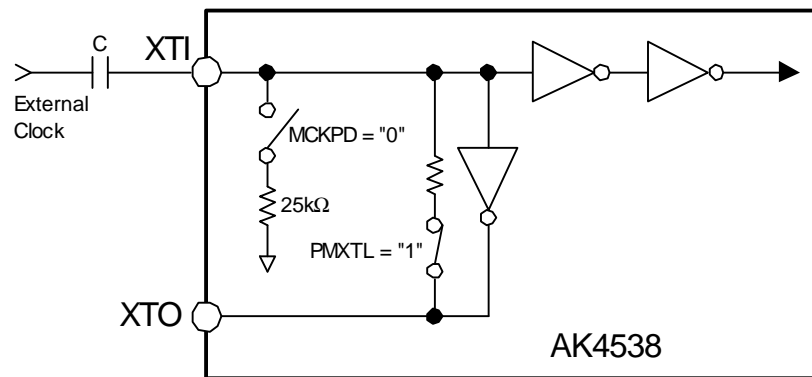 C
XTI
External
Clock
MCKPD = "0"
25kΩ
PMXTL = "1"
XTO
AK4538